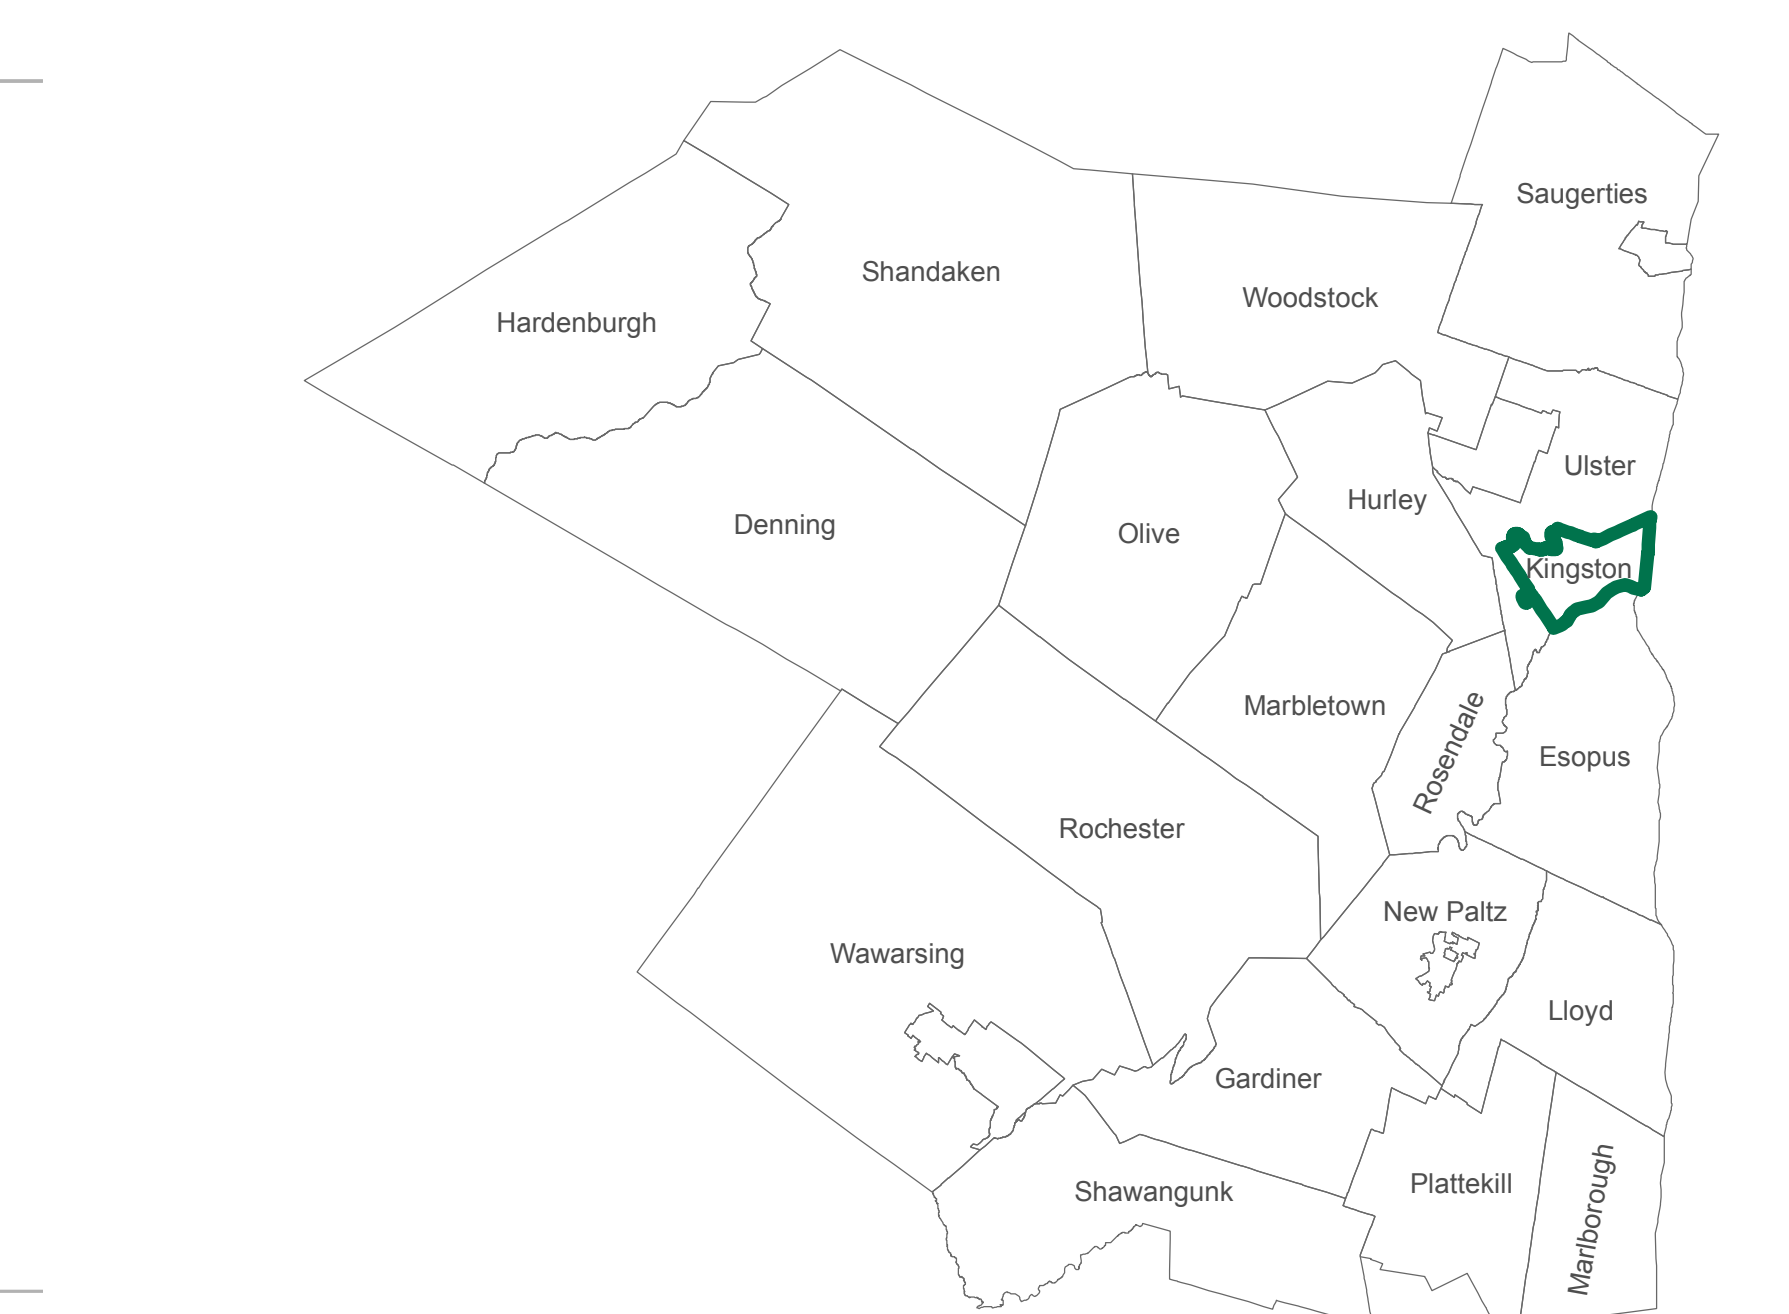 Saugerties
Shandaken
Woodstock
Hardenburgh
Ulster
Hurley
Denning
Olive
Kingston
Marbletown
Rosendale
Esopus
Rochester
New Paltz
Wawarsing
Lloyd
Gardiner
Plattekill
Shawangunk
Marlborough